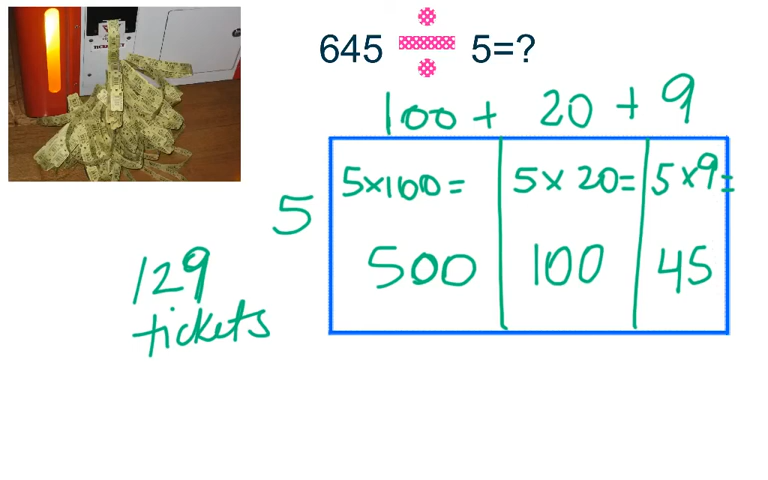 645 ÷ 5=?
100 + 20 + 9
5 5×100= 5 × 20= 5 ×9=
500 100 45
129
tickets